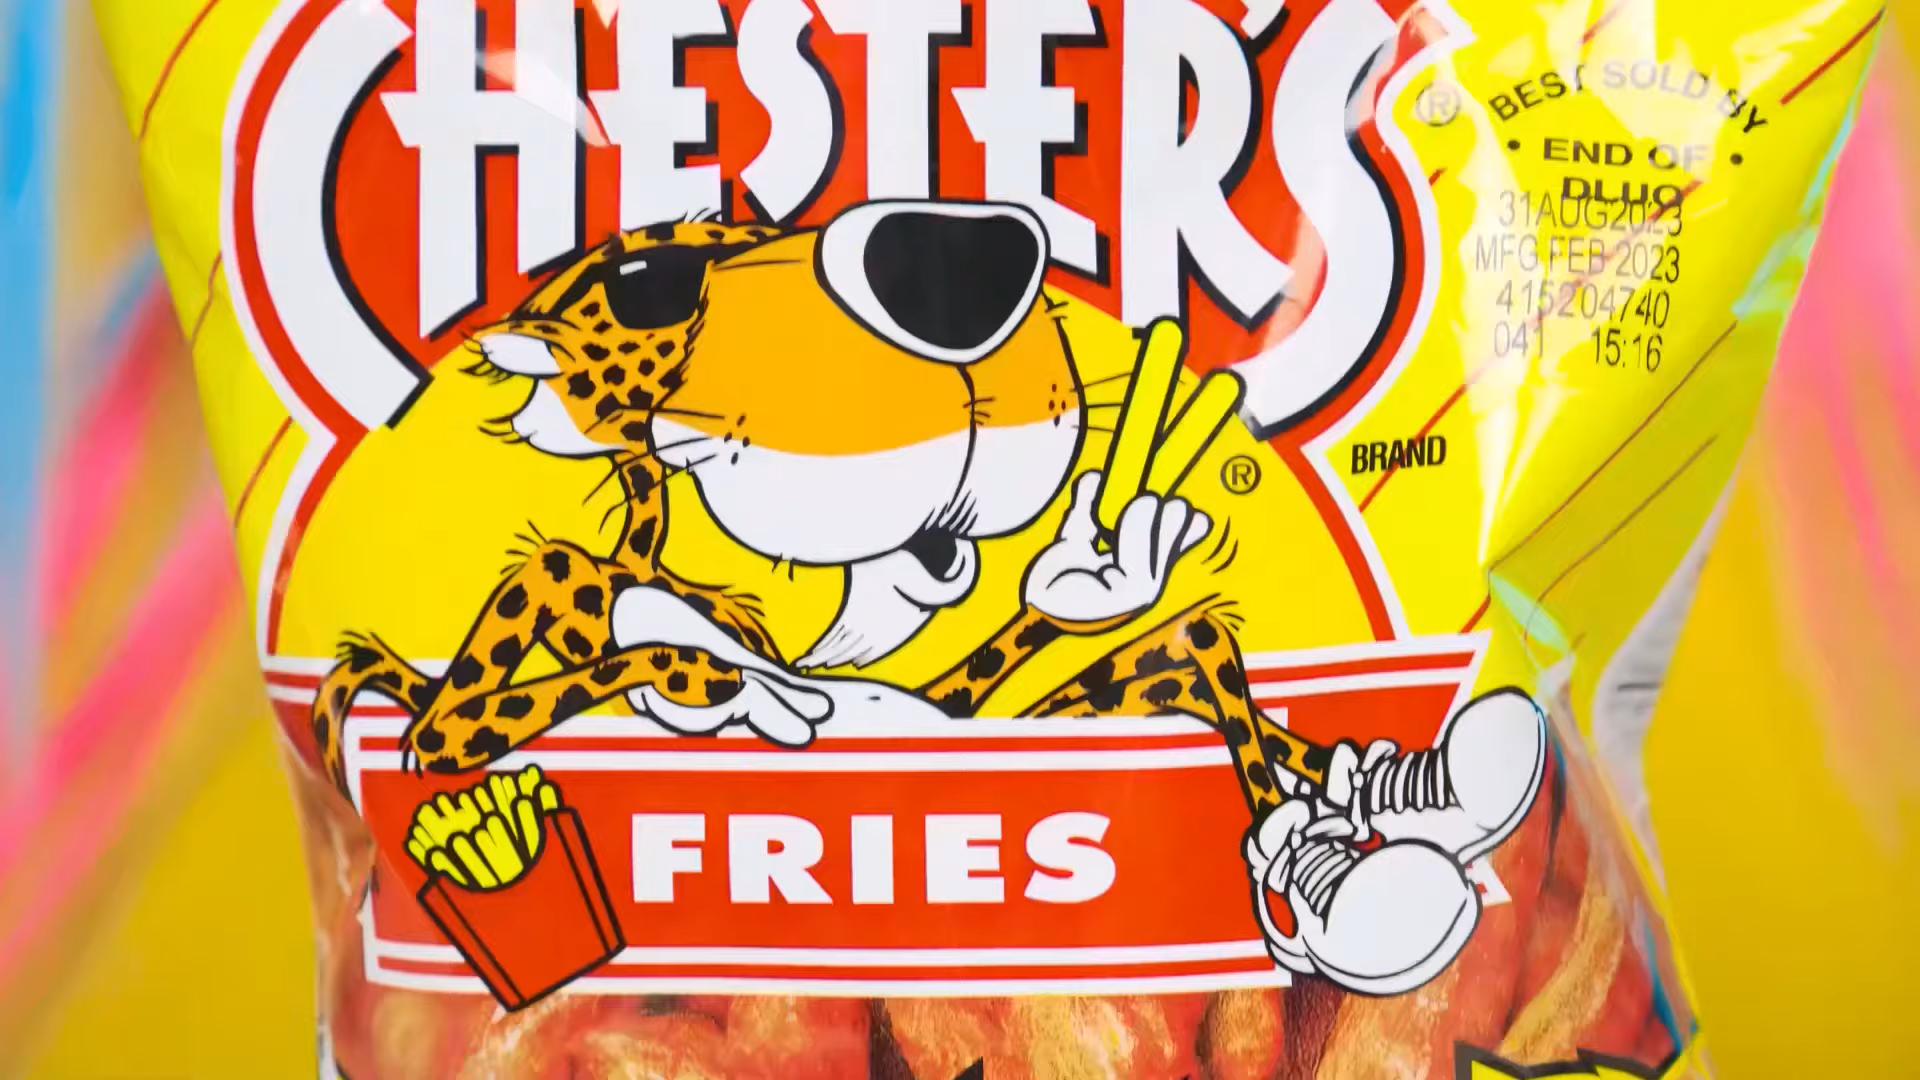 CHESTER'S
®
BEST SOLD BY
• END OF •
DLUO
31AUG2023
MFG FEB 2023
415204740
041 15:16
BRAND
®
FRIES